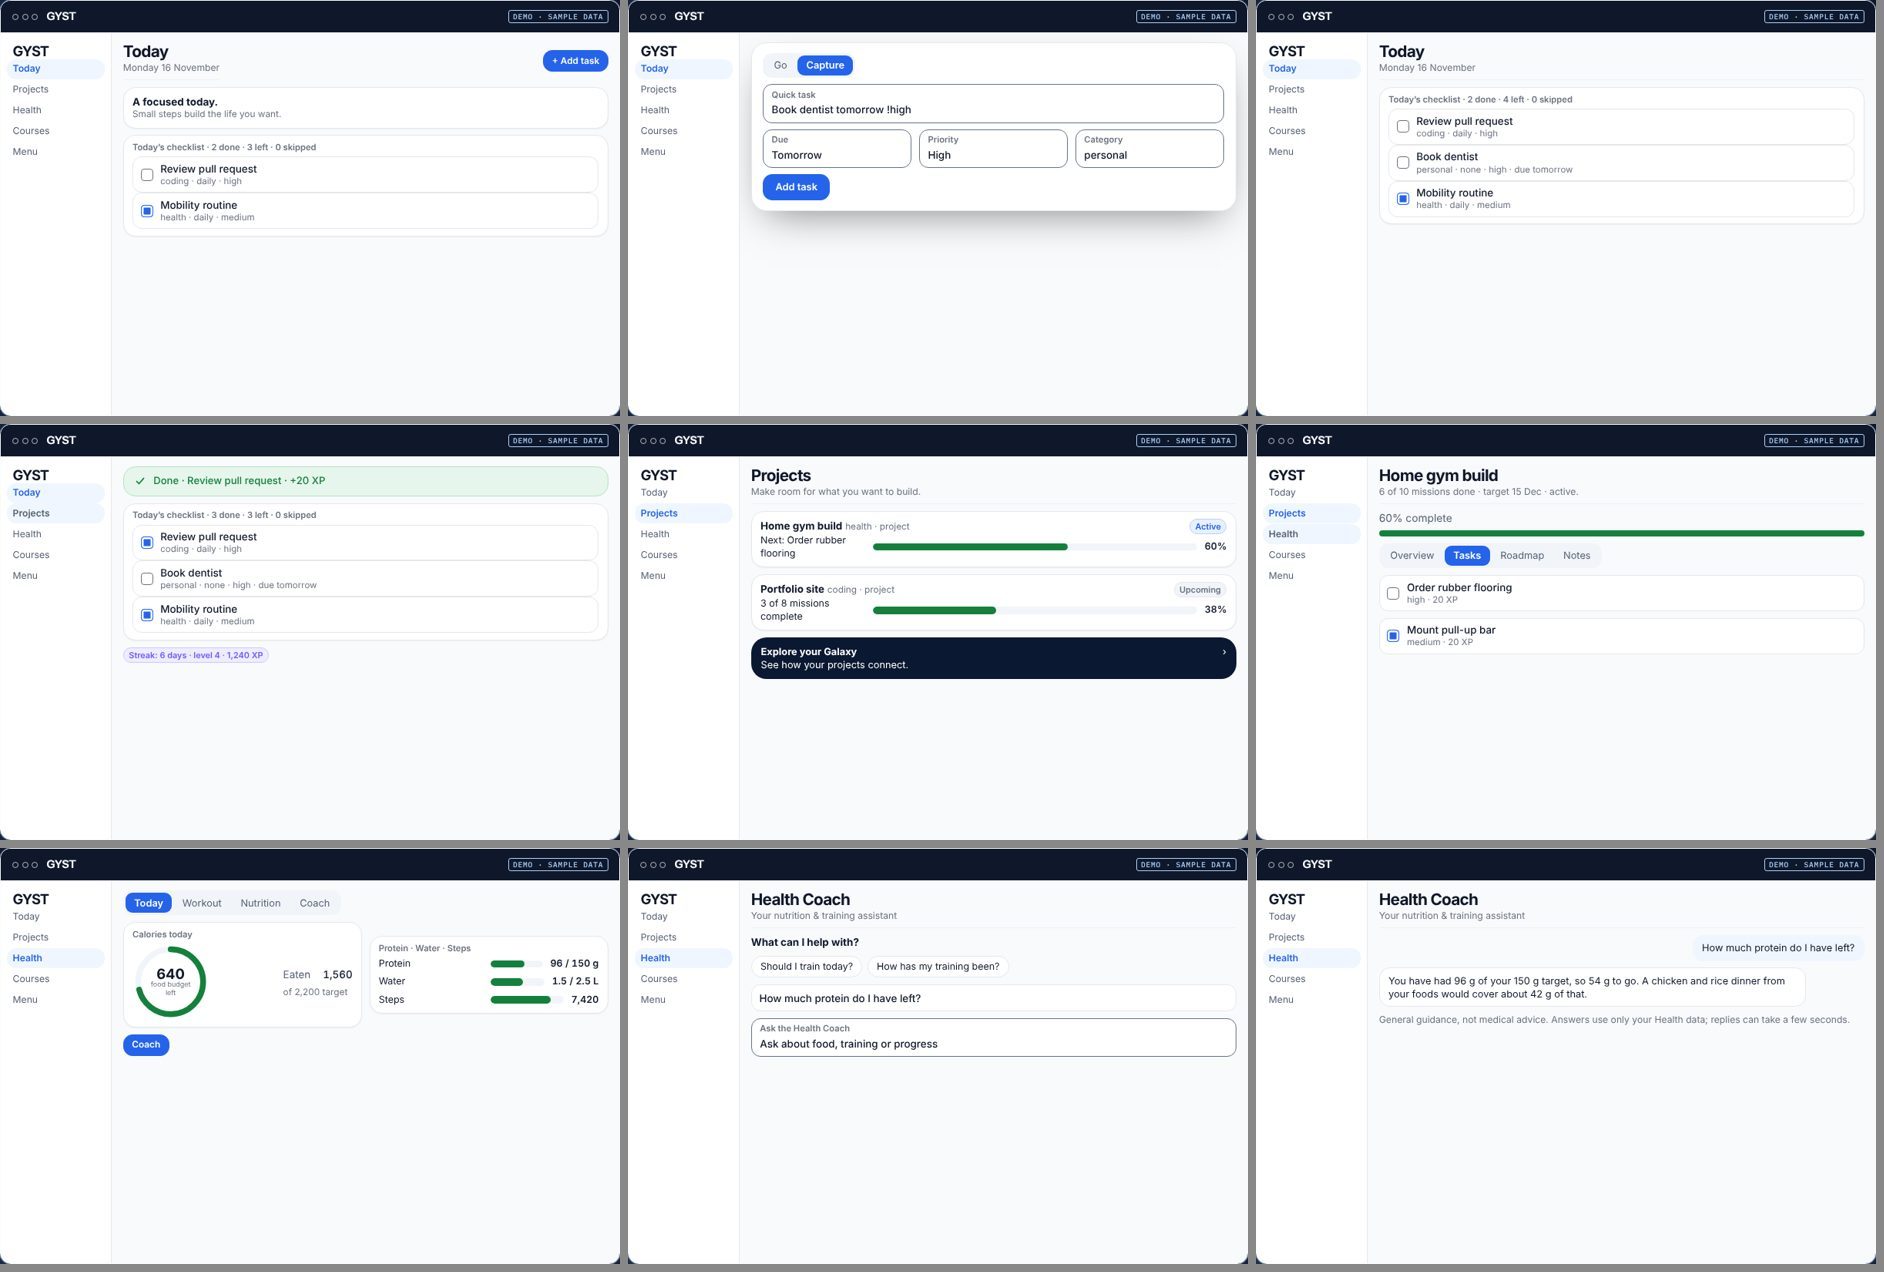 GYST
DEMO · SAMPLE DATA
GYST
Today
Projects
Health
Courses
Menu
Today
Monday 16 November
+ Add task
A focused today.
Small steps build the life you want.
Today's checklist · 2 done · 3 left · 0 skipped
Review pull request
coding · daily · high
Mobility routine
health · daily · medium
GYST
DEMO · SAMPLE DATA
GYST
Today
Projects
Health
Courses
Menu
Go
Capture
Quick task
Book dentist tomorrow !high
Due
Tomorrow
Priority
High
Category
personal
Add task
GYST
DEMO · SAMPLE DATA
GYST
Today
Projects
Health
Courses
Menu
Today
Monday 16 November
Today's checklist · 2 done · 4 left · 0 skipped
Review pull request
coding · daily · high
Book dentist
personal · none · high · due tomorrow
Mobility routine
health · daily · medium
GYST
DEMO · SAMPLE DATA
GYST
Today
Projects
Health
Courses
Menu
Done · Review pull request · +20 XP
Today's checklist · 3 done · 3 left · 0 skipped
Review pull request
coding · daily · high
Book dentist
personal · none · high · due tomorrow
Mobility routine
health · daily · medium
Streak: 6 days · level 4 · 1,240 XP
GYST
DEMO · SAMPLE DATA
GYST
Today
Projects
Health
Courses
Menu
Projects
Make room for what you want to build.
Home gym build health · project
Active
Next: Order rubber
flooring
60%
Portfolio site coding · project
Upcoming
3 of 8 missions
complete
38%
Explore your Galaxy
›
See how your projects connect.
GYST
DEMO · SAMPLE DATA
GYST
Today
Projects
Health
Courses
Menu
Home gym build
6 of 10 missions done · target 15 Dec · active.
60% complete
Overview
Tasks
Roadmap
Notes
Order rubber flooring
high · 20 XP
Mount pull-up bar
medium · 20 XP
GYST
DEMO · SAMPLE DATA
GYST
Today
Projects
Health
Courses
Menu
Today
Workout
Nutrition
Coach
Calories today
640
food budget
left
Eaten 1,560
of 2,200 target
Protein · Water · Steps
Protein 96 / 150 g
Water 1.5 / 2.5 L
Steps 7,420
Coach
GYST
DEMO · SAMPLE DATA
GYST
Today
Projects
Health
Courses
Menu
Health Coach
Your nutrition & training assistant
What can I help with?
Should I train today?
How has my training been?
How much protein do I have left?
Ask the Health Coach
Ask about food, training or progress
GYST
DEMO · SAMPLE DATA
GYST
Today
Projects
Health
Courses
Menu
Health Coach
Your nutrition & training assistant
How much protein do I have left?
You have had 96 g of your 150 g target, so 54 g to go. A chicken and rice dinner from
your foods would cover about 42 g of that.
General guidance, not medical advice. Answers use only your Health data; replies can take a few seconds.